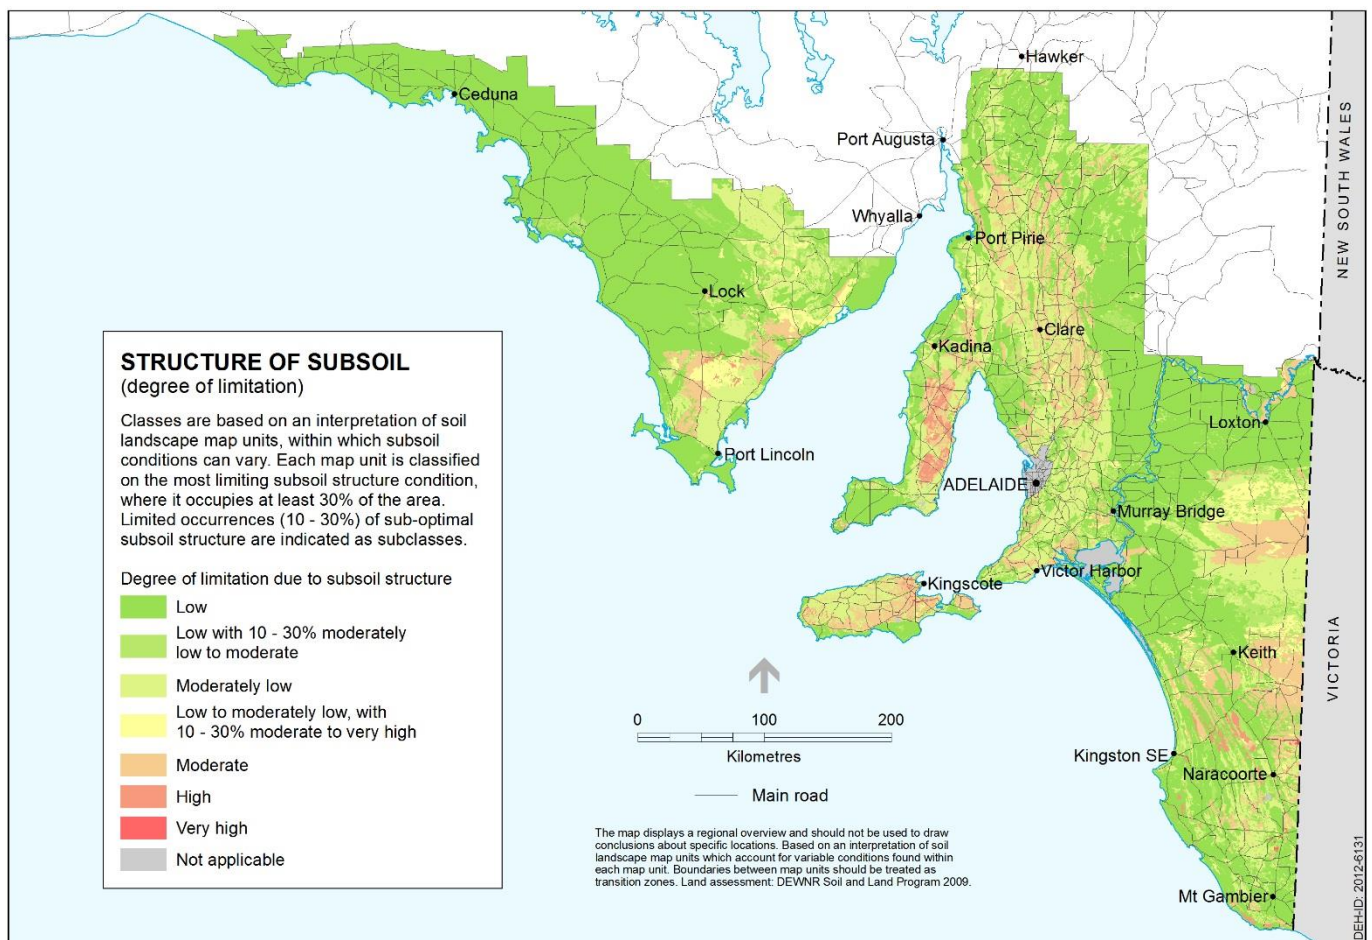 Hawker
Ceduna
Port Augusta
Whyalla
Port Pirie
Lock
Clare
Kadina
Loxton
Port Lincoln
ADELAIDE
Murray Bridge
Victor Harbor
Kingscote
Keith
Kingston SE
Naracoorte
Mt Gambier
NEW SOUTH WALES
VICTORIA
STRUCTURE OF SUBSOIL
(degree of limitation)
Classes are based on an interpretation of soil
landscape map units, within which subsoil
conditions can vary. Each map unit is classified
on the most limiting subsoil structure condition,
where it occupies at least 30% of the area.
Limited occurrences (10 - 30%) of sub-optimal
subsoil structure are indicated as subclasses.
Degree of limitation due to subsoil structure
Low
Low with 10 - 30% moderately
low to moderate
Moderately low
Low to moderately low, with
10 - 30% moderate to very high
Moderate
High
Very high
Not applicable
0 100 200
Kilometres
Main road
The map displays a regional overview and should not be used to draw
conclusions about specific locations. Based on an interpretation of soil
landscape map units which account for variable conditions found within
each map unit. Boundaries between map units should be treated as
transition zones. Land assessment: DEWNR Soil and Land Program 2009.
DEH-ID: 2012-6131